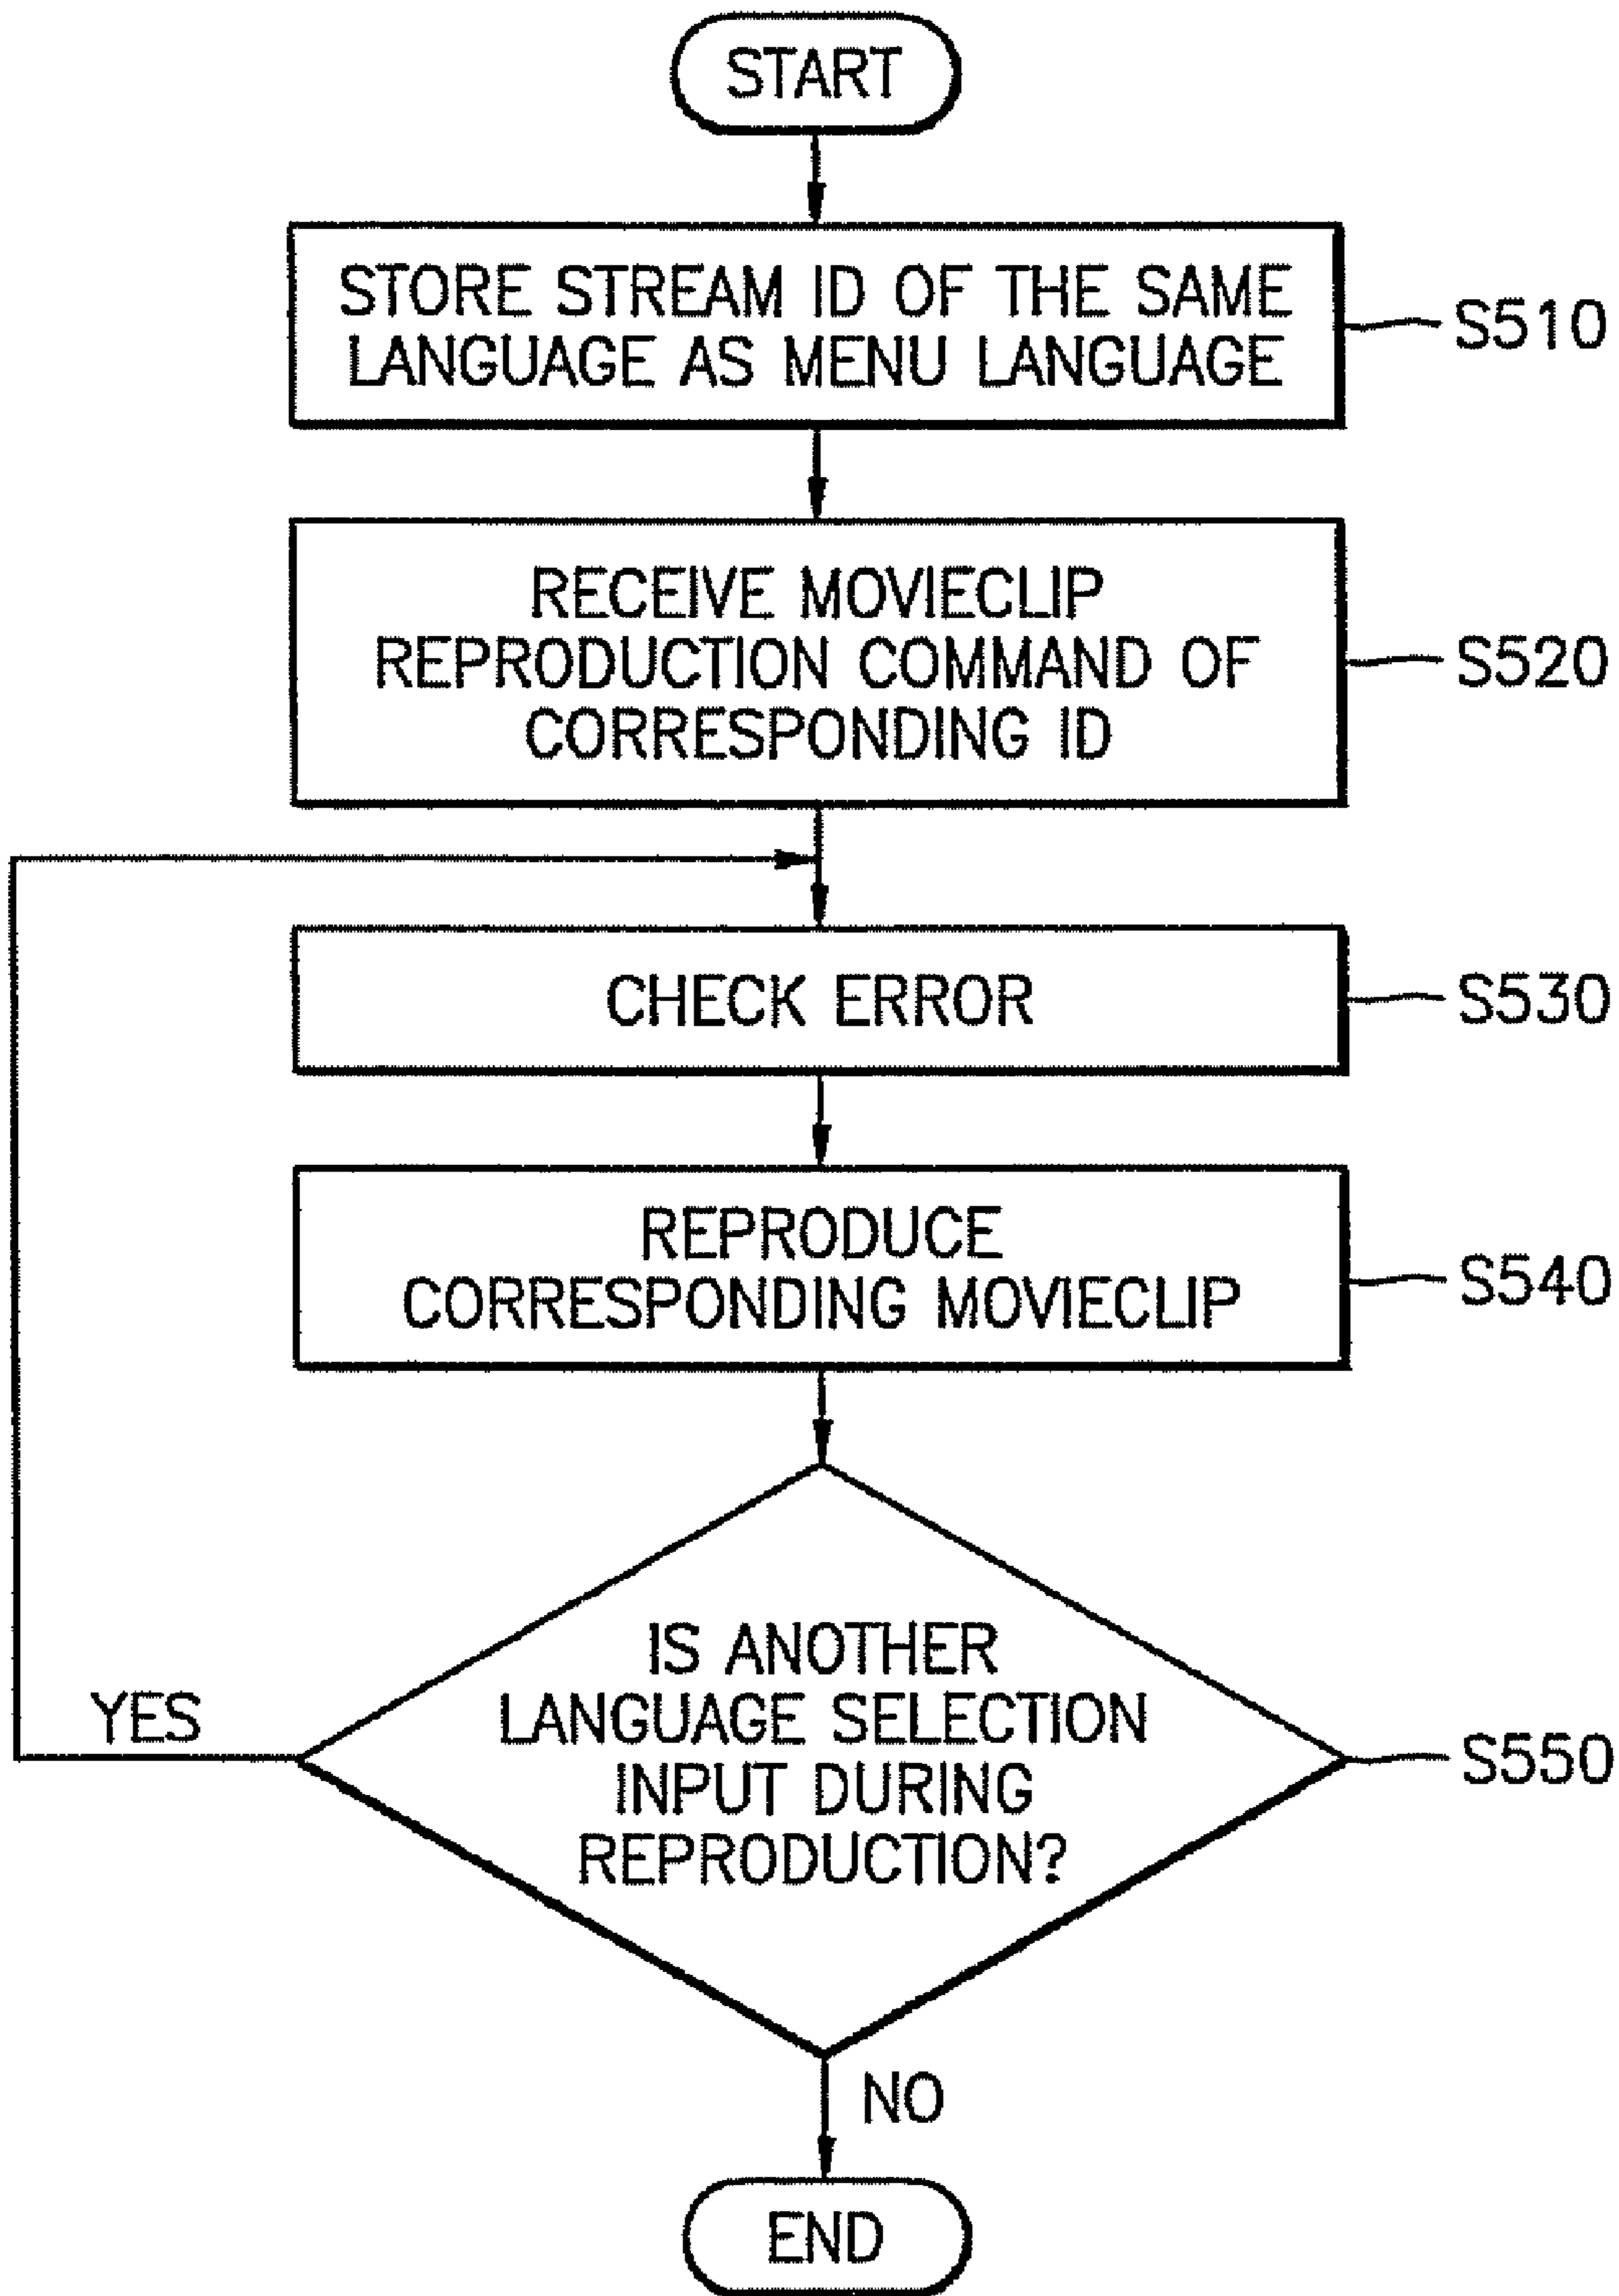 START
STORE STREAM ID OF THE SAME
LANGUAGE AS MENU LANGUAGE
S510
RECEIVE MOVIECLIP
REPRODUCTION COMMAND OF
CORRESPONDING ID
S520
CHECK ERROR
S530
REPRODUCE
CORRESPONDING MOVIECLIP
S540
IS ANOTHER
LANGUAGE SELECTION
INPUT DURING
REPRODUCTION?
YES
S550
NO
END